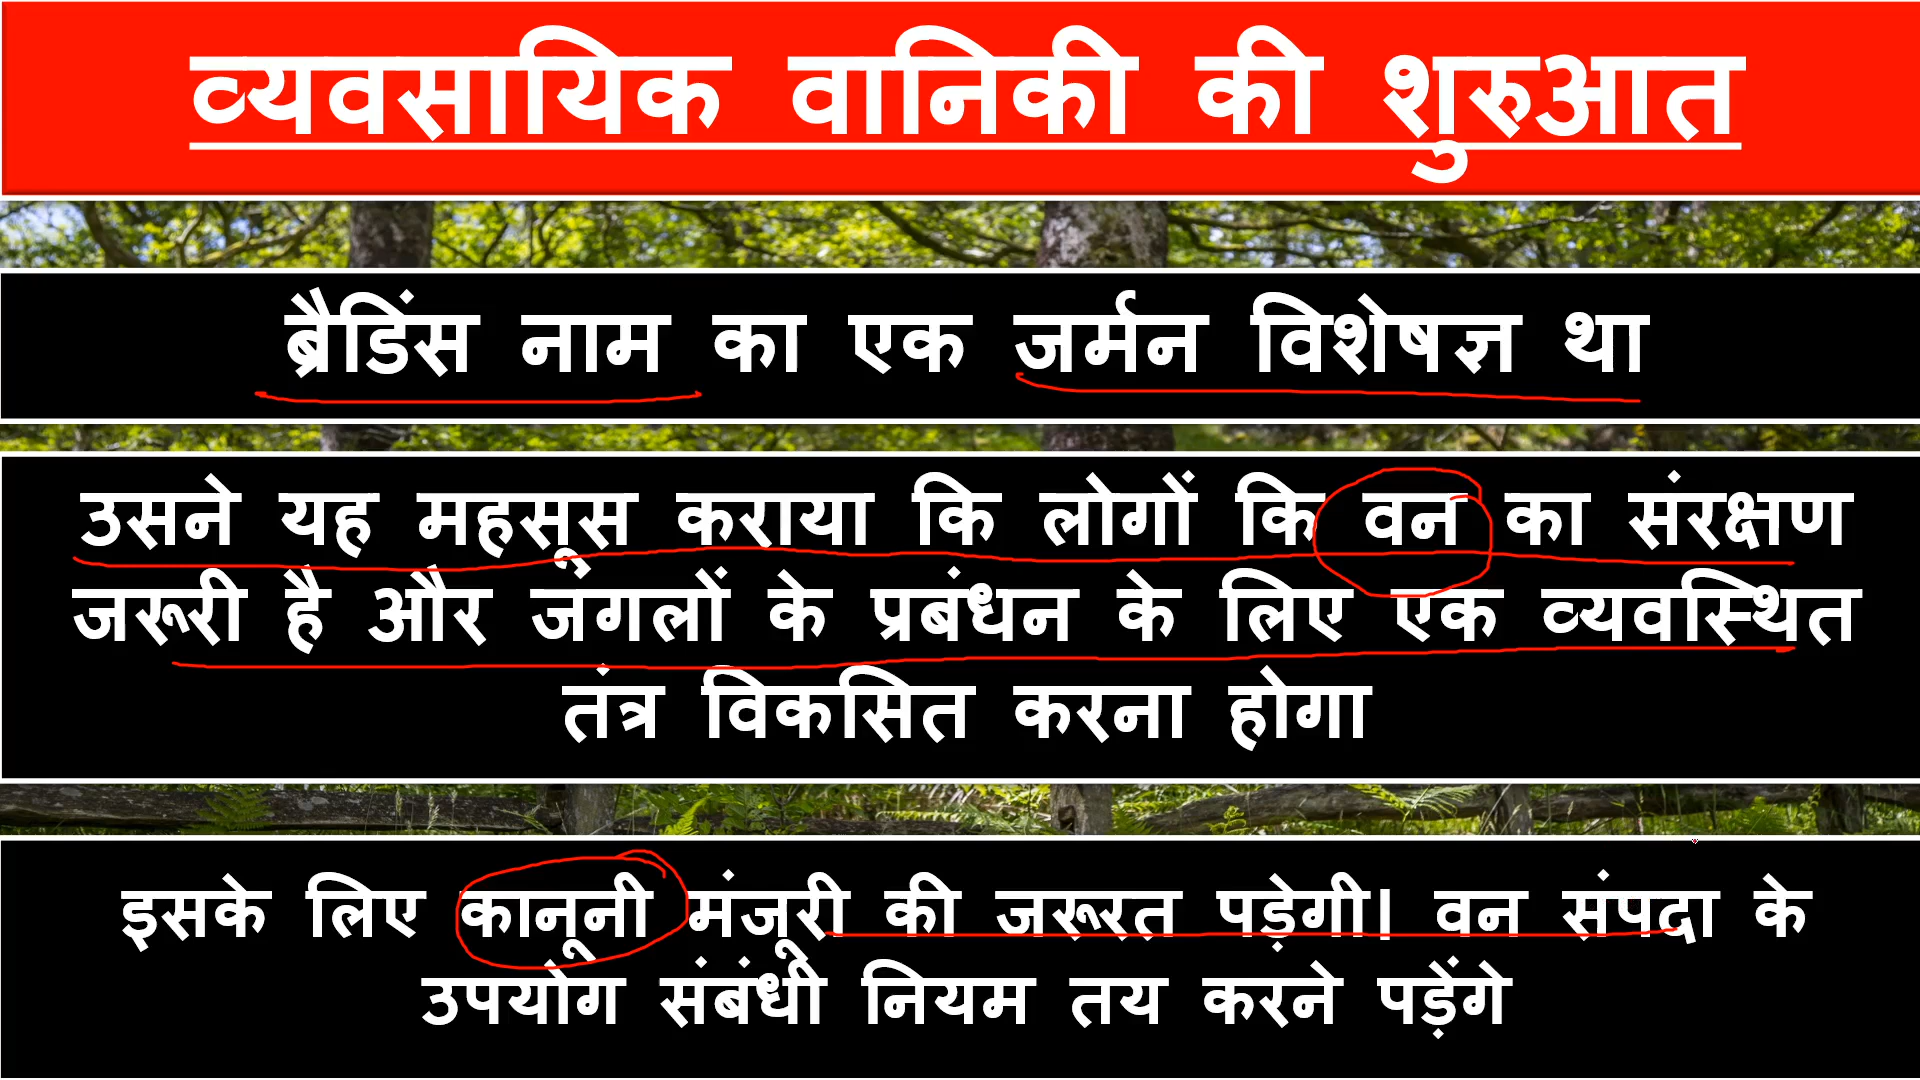 व्यवसायिक वानिकी की शुरुआत
ब्रैडिंस नाम का एक जर्मन विशेषज्ञ था
उसने यह महसूस कराया कि लोगों कि वन का संरक्षण
जरूरी है और जंगलों के प्रबंधन के लिए एक व्यवस्थित
तंत्र विकसित करना होगा
इसके लिए कानूनी मंजूरी की जरूरत पड़ेगी। वन संपदा के
उपयोग संबंधी नियम तय करने पड़ेंगे